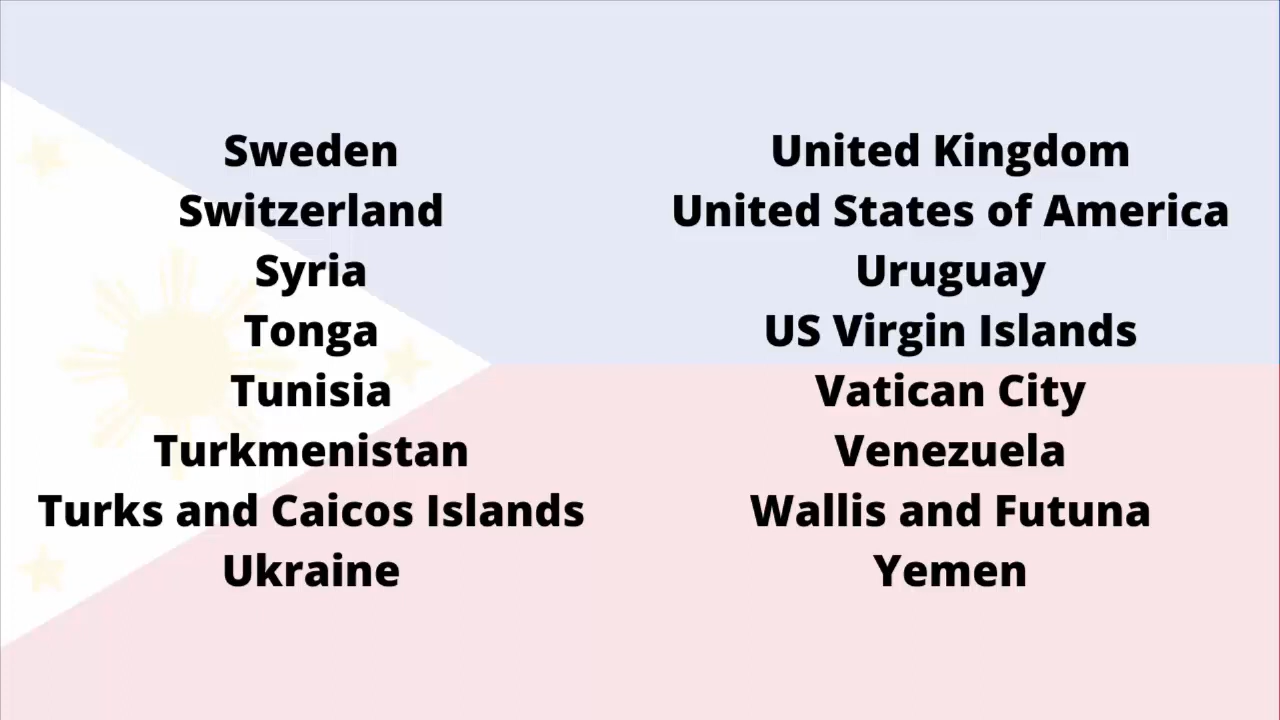 Sweden
Switzerland
Syria
Tonga
Tunisia
Turkmenistan
Turks and Caicos Islands
Ukraine
United Kingdom
United States of America
Uruguay
US Virgin Islands
Vatican City
Venezuela
Wallis and Futuna
Yemen